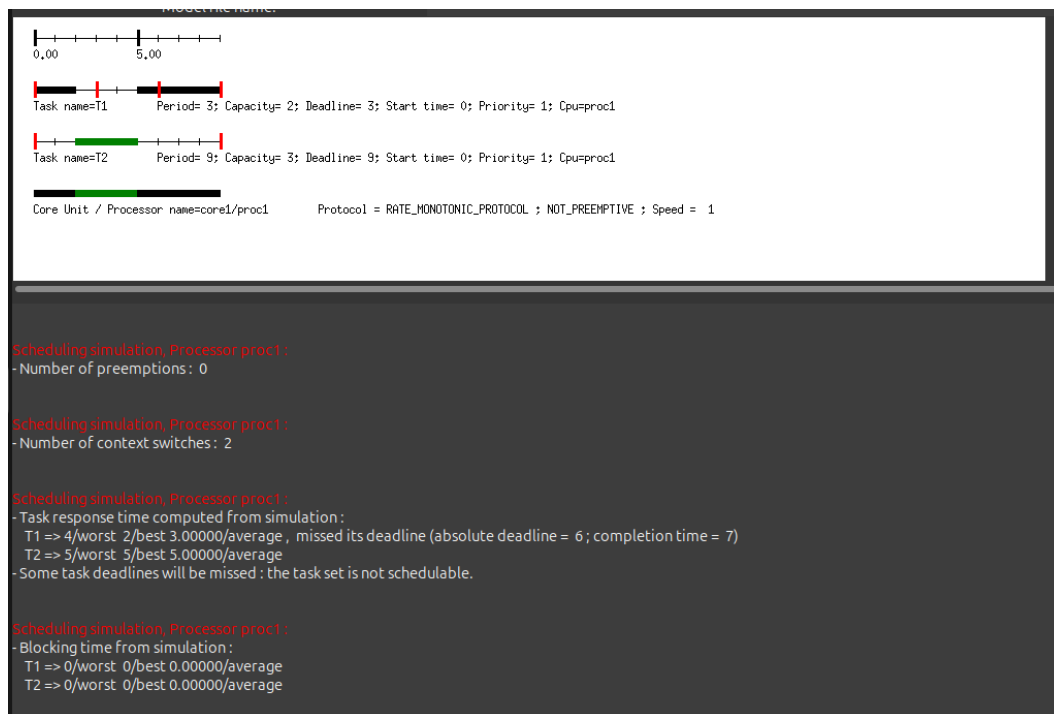 Model file name:
0.00 5.00
Task name=T1 Period= 3; Capacity= 2; Deadline= 3; Start time= 0; Priority= 1; Cpu=proc1
Task name=T2 Period= 9; Capacity= 3; Deadline= 9; Start time= 0; Priority= 1; Cpu=proc1
Core Unit / Processor name=core1/proc1 Protocol = RATE_MONOTONIC_PROTOCOL ; NOT_PREEMPTIVE ; Speed = 1
Scheduling simulation, Processor proc1 :
- Number of preemptions : 0
Scheduling simulation, Processor proc1 :
- Number of context switches : 2
Scheduling simulation, Processor proc1 :
- Task response time computed from simulation :
T1 => 4/worst 2/best 3.00000/average , missed its deadline (absolute deadline = 6 ; completion time = 7)
T2 => 5/worst 5/best 5.00000/average
- Some task deadlines will be missed : the task set is not schedulable.
Scheduling simulation, Processor proc1 :
- Blocking time from simulation :
T1 => 0/worst 0/best 0.00000/average
T2 => 0/worst 0/best 0.00000/average